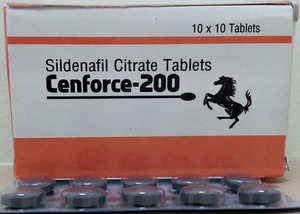 10 x 10 Tablets
Sildenafil Citrate Tablets
Cenforce-200